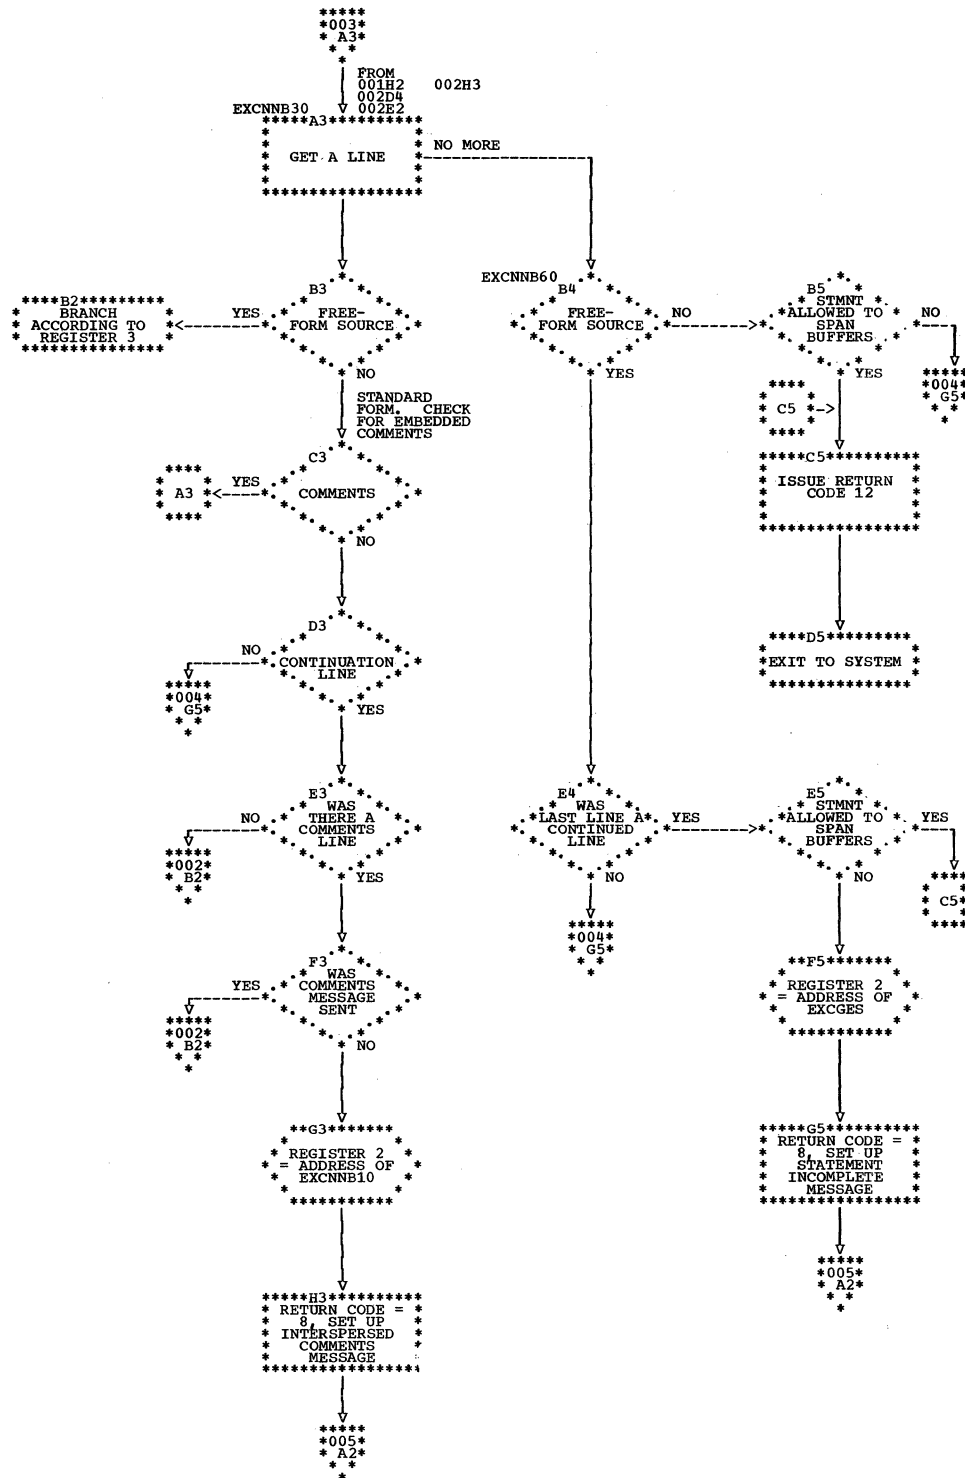 003
A3
FROM
001H2 002H3
002D4
EXCNNB30 002E2
A3
GET A LINE
NO MORE
B3
FREE-
FORM SOURCE
YES
NO
B2
BRANCH
ACCORDING TO
REGISTER 3
EXCNNB60
B4
FREE-
FORM SOURCE
NO
YES
B5
STMNT
ALLOWED TO
SPAN
BUFFERS
NO
YES
004
G5
STANDARD
FORM. CHECK
FOR EMBEDDED
COMMENTS
C5
C3
COMMENTS
YES
NO
A3
C5
ISSUE RETURN
CODE 12
D3
CONTINUATION
LINE
NO
YES
004
G5
D5
EXIT TO SYSTEM
E3
WAS
THERE A
COMMENTS
LINE
NO
YES
002
B2
E4
WAS
LAST LINE A
CONTINUED
LINE
YES
NO
004
G5
E5
STMNT
ALLOWED TO
SPAN
BUFFERS
YES
NO
C5
F3
WAS
COMMENTS
MESSAGE
SENT
YES
NO
002
B2
F5
REGISTER 2
= ADDRESS OF
EXCGES
G3
REGISTER 2
= ADDRESS OF
EXCNNB10
G5
RETURN CODE =
8, SET UP
STATEMENT
INCOMPLETE
MESSAGE
005
A2
H3
RETURN CODE =
8, SET UP
INTERSPERSED
COMMENTS
MESSAGE
005
A2